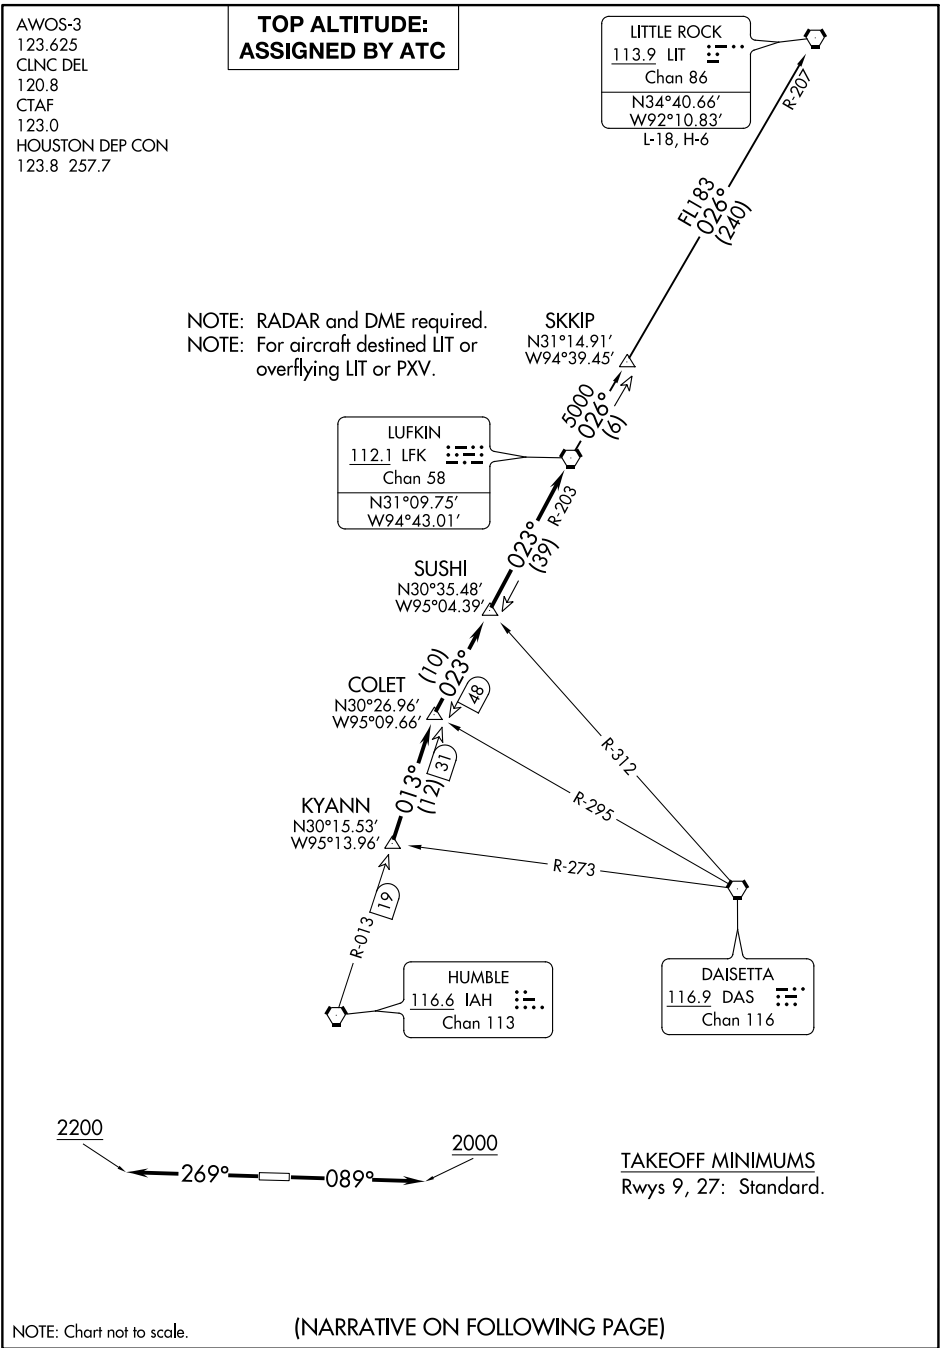 AWOS-3
123.625
CLNC DEL
120.8
CTAF
123.0
HOUSTON DEP CON
123.8 257.7
TOP ALTITUDE:
ASSIGNED BY ATC
LITTLE ROCK
113.9 LIT
Chan 86
N34°40.66'
W92°10.83'
L-18, H-6
R-207
FL183
026°
(240)
NOTE: RADAR and DME required.
NOTE: For aircraft destined LIT or
overflying LIT or PXV.
SKKIP
N31°14.91'
W94°39.45'
5000
026°
(6)
LUFKIN
112.1 LFK
Chan 58
N31°09.75'
W94°43.01'
R-203
023°
(39)
SUSHI
N30°35.48'
W95°04.39'
(10)
023°
48
COLET
N30°26.96'
W95°09.66'
R-312
31
013°
(12)
R-295
KYANN
N30°15.53'
W95°13.96'
R-273
19
R-013
HUMBLE
116.6 IAH
Chan 113
DAISETTA
116.9 DAS
Chan 116
2200
269°
089°
2000
TAKEOFF MINIMUMS
Rwys 9, 27: Standard.
NOTE: Chart not to scale.
(NARRATIVE ON FOLLOWING PAGE)